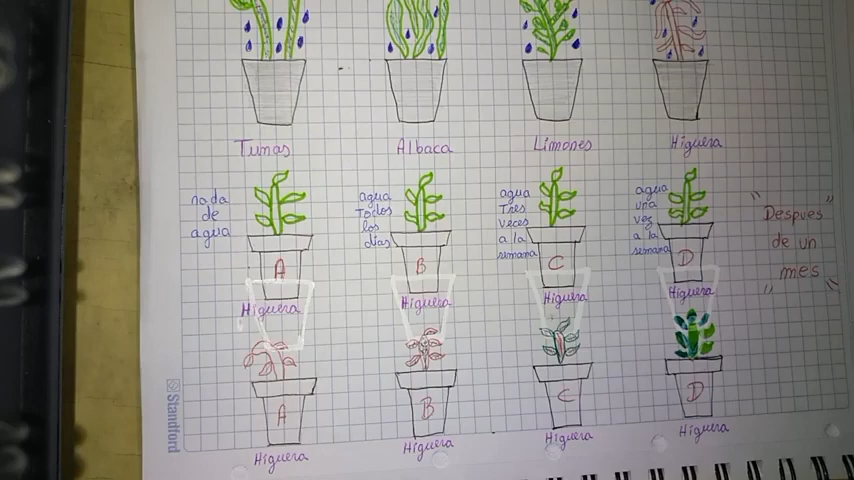 Tunas
Albaca
Limones
Higuera
nada
de
agua
A
agua
Todos
los
días
B
agua
Tres
veces
a la
semana
C
agua
una
vez
a la
semana
D
"Despues"
de un
mes
" "
Higuera
Higuera
Higuera
Higuera
A
B
C
D
Higuera
Higuera
Higuera
Higuera
Standford